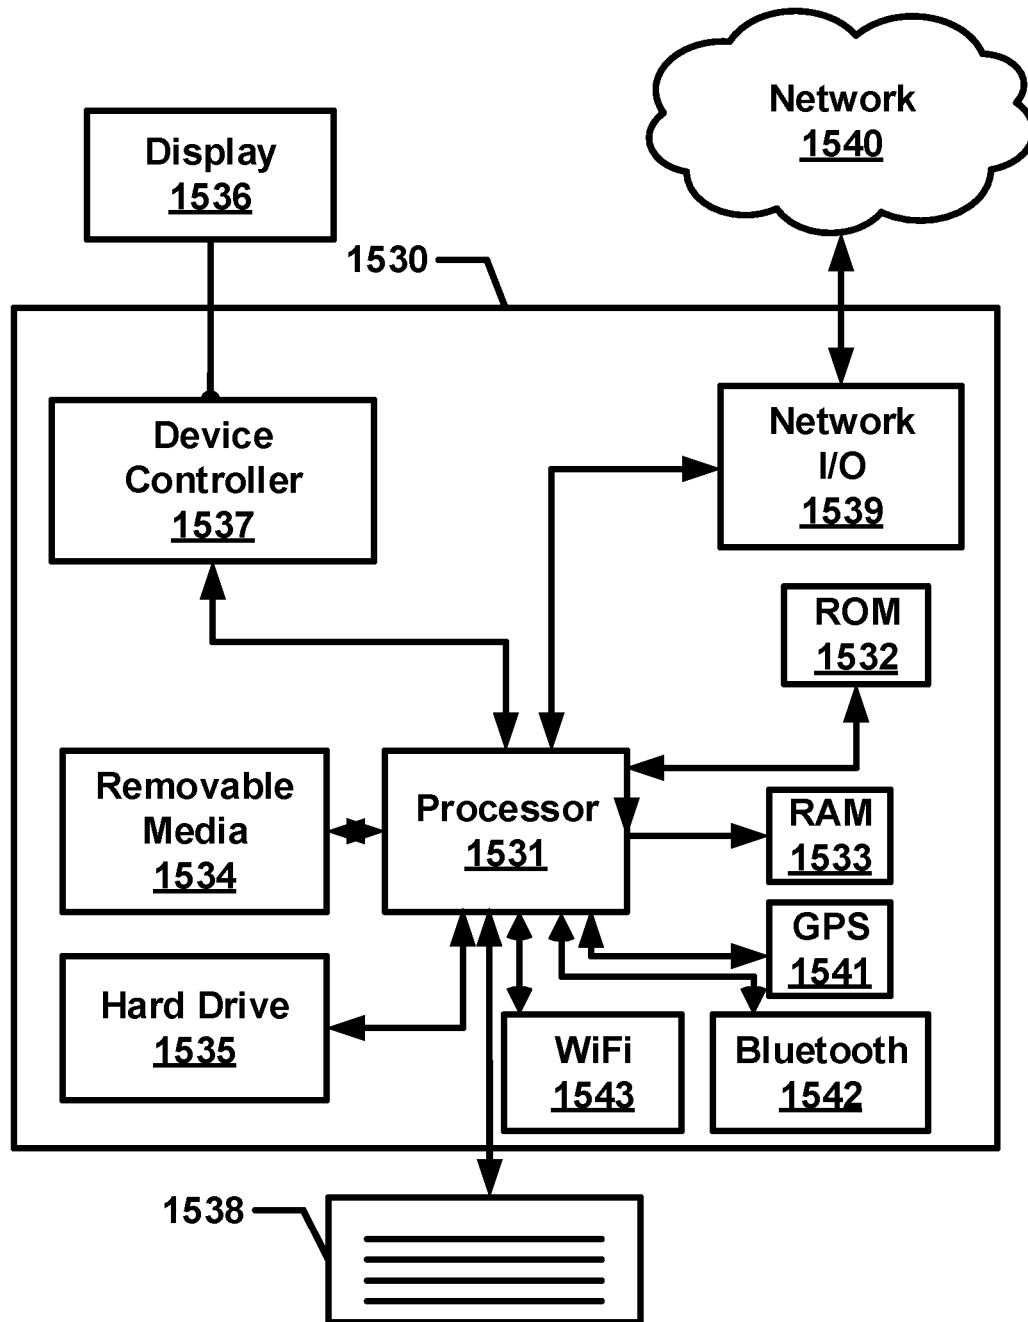 Network
1540
Display
1536
1530
Device
Controller
1537
Network
I/O
1539
ROM
1532
Removable
Media
1534
Processor
1531
RAM
1533
GPS
1541
Hard Drive
1535
WiFi
1543
Bluetooth
1542
1538